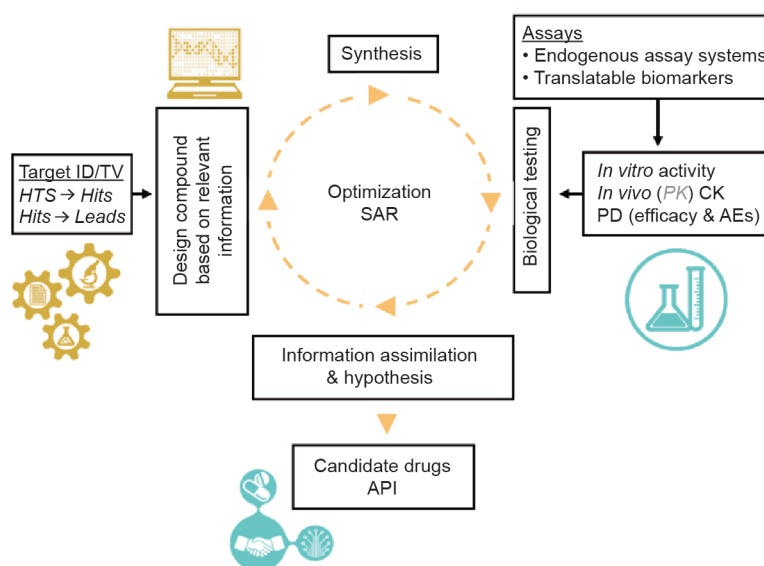 Synthesis
Assays
• Endogenous assay systems
• Translatable biomarkers
Target ID/TV
HTS → Hits
Hits → Leads
Design compound
based on relevant
information
Optimization
SAR
Biological testing
In vitro activity
In vivo (PK) CK
PD (efficacy & AEs)
Information assimilation
& hypothesis
Candidate drugs
API